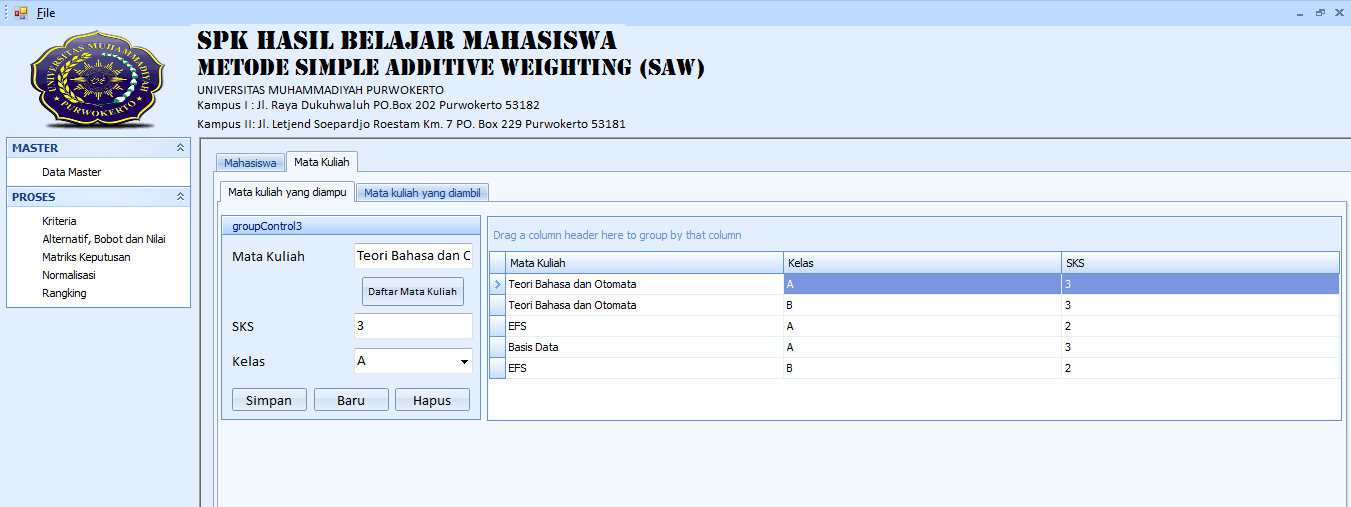 File
UNIVERSITAS MUHAMMADIYAH
PURWOKERTO
SPK HASIL BELAJAR MAHASISWA
METODE SIMPLE ADDITIVE WEIGHTING (SAW)
UNIVERSITAS MUHAMMADIYAH PURWOKERTO
Kampus I : Jl. Raya Dukuhwaluh PO.Box 202 Purwokerto 53182
Kampus II: Jl. Letjend Soepardjo Roestam Km. 7 PO. Box 229 Purwokerto 53181
MASTER
Data Master
PROSES
Kriteria
Alternatif, Bobot dan Nilai
Matriks Keputusan
Normalisasi
Rangking
Mahasiswa Mata Kuliah
Mata kuliah yang diampu Mata kuliah yang diambil
groupControl3
Mata Kuliah Teori Bahasa dan C
Daftar Mata Kuliah
SKS 3
Kelas A
Simpan Baru Hapus
Drag a column header here to group by that column
Mata Kuliah Kelas SKS
Teori Bahasa dan Otomata A 3
Teori Bahasa dan Otomata B 3
EFS A 2
Basis Data A 3
EFS B 2